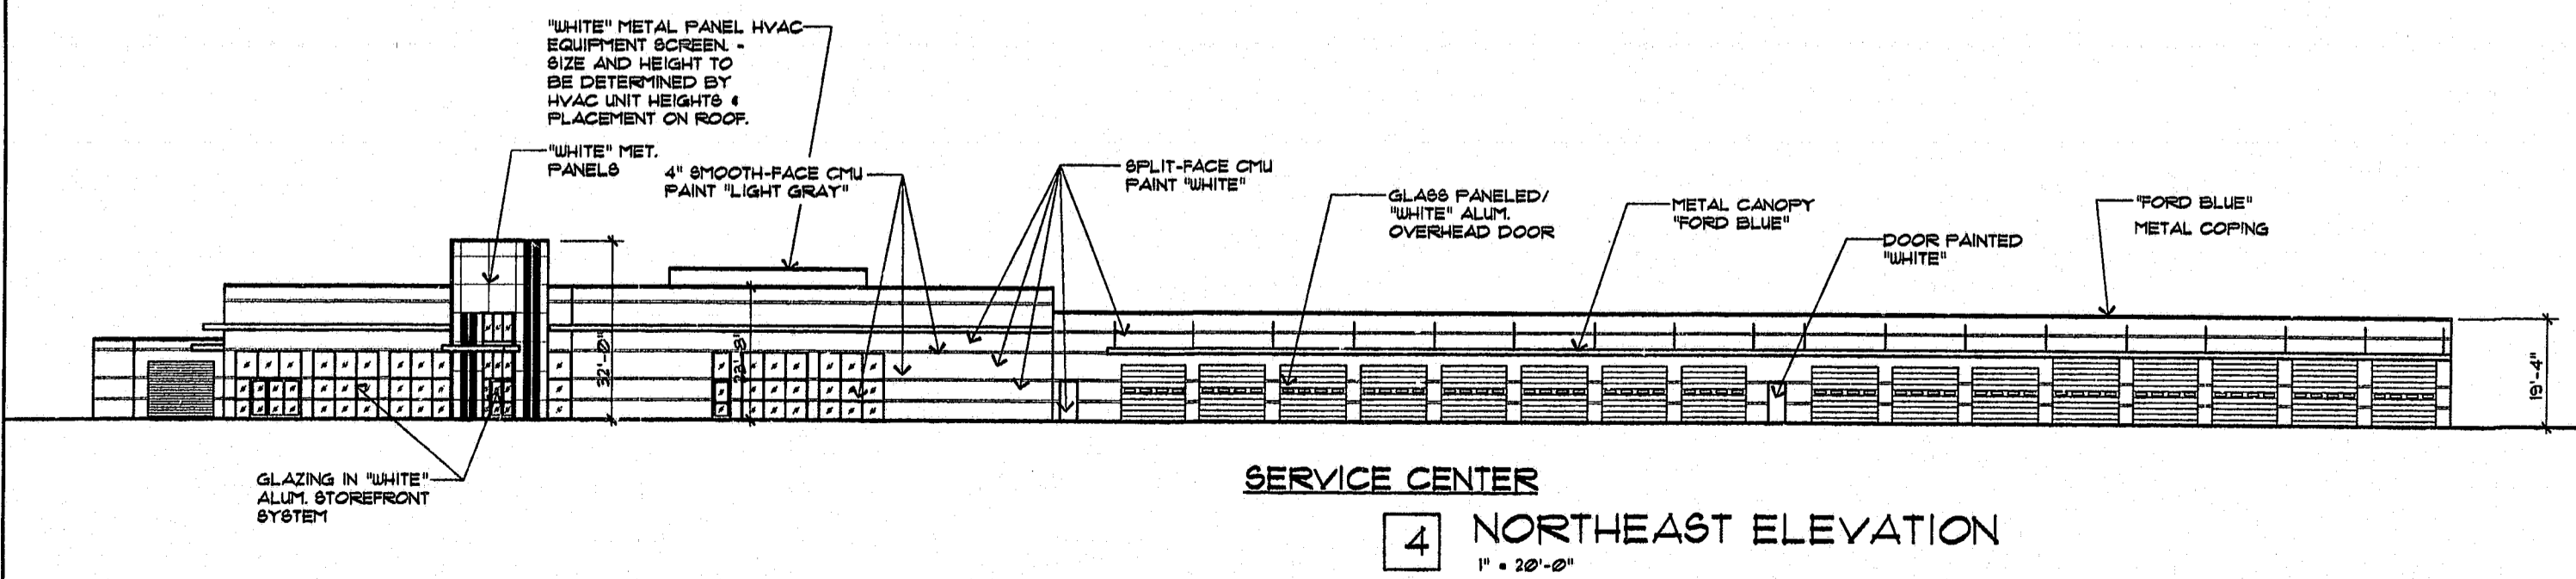 "WHITE" METAL PANEL HVAC
EQUIPMENT SCREEN. -
SIZE AND HEIGHT TO
BE DETERMINED BY
HVAC UNIT HEIGHTS &
PLACEMENT ON ROOF.
"WHITE" MET.
PANELS
4" SMOOTH-FACE CMU
PAINT "LIGHT GRAY"
SPLIT-FACE CMU
PAINT "WHITE"
GLASS PANELED/
"WHITE" ALUM.
OVERHEAD DOOR
METAL CANOPY
"FORD BLUE"
DOOR PAINTED
"WHITE"
"FORD BLUE"
METAL COPING
32'-0"
22'-8"
19'-4"
GLAZING IN "WHITE"
ALUM. STOREFRONT
SYSTEM
SERVICE CENTER
4 NORTHEAST ELEVATION
1" = 20'-0"